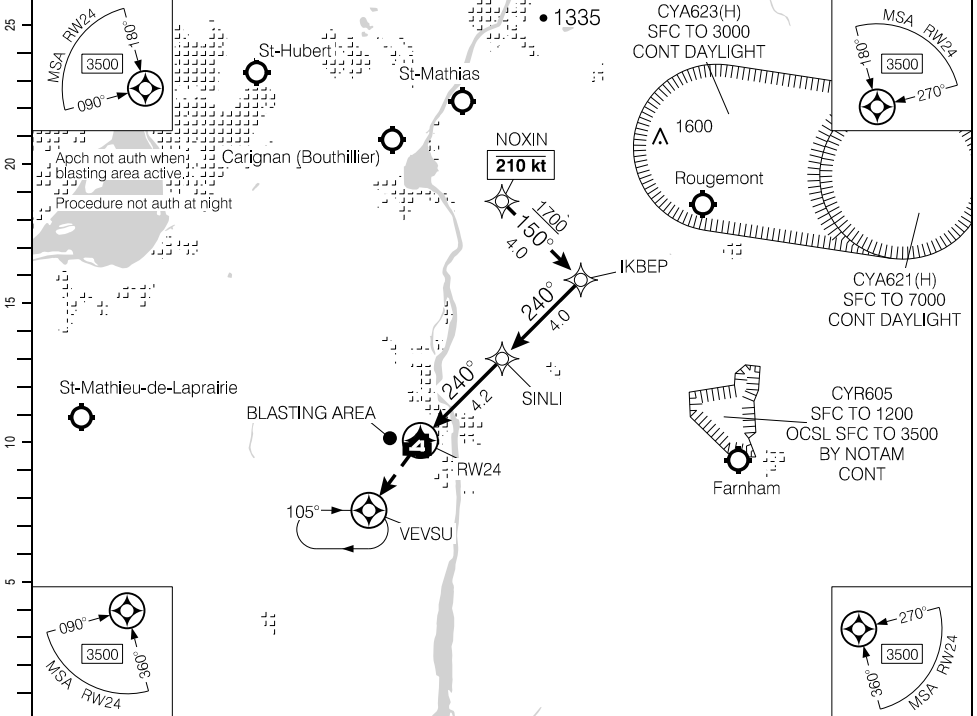 25
MSA RW24
180°
3500
090°
1335
St-Hubert
St-Mathias
CYA623(H)
SFC TO 3000
CONT DAYLIGHT
MSA RW24
180°
3500
270°
Carignan (Bouthillier)
NOXIN
210 kt
1600
20
Apch not auth when
blasting area active.
Procedure not auth at night
Rougemont
1700
150°
4.0
IKBEP
CYA621(H)
SFC TO 7000
CONT DAYLIGHT
15
240°
4.0
St-Mathieu-de-Laprairie
240°
4.2
SINLI
BLASTING AREA
CYR605
SFC TO 1200
OCSL SFC TO 3500
BY NOTAM
CONT
10
RW24
Farnham
105°
VEVSU
5
090°
3500
360°
MSA RW24
270°
3500
360°
MSA RW24